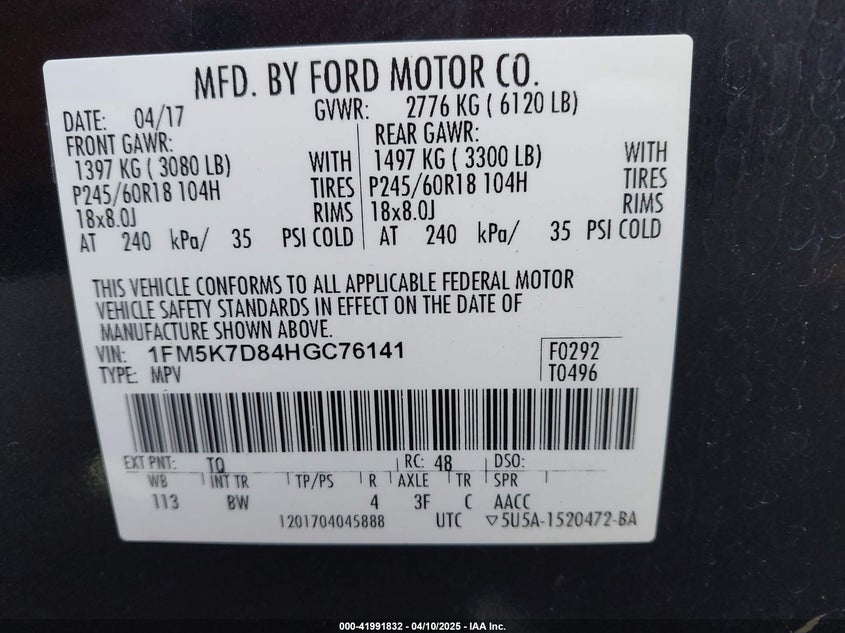 MFD. BY FORD MOTOR CO.
DATE: 04/17 GVWR: 2776 KG ( 6120 LB)
FRONT GAWR: REAR GAWR:
1397 KG ( 3080 LB) WITH 1497 KG ( 3300 LB) WITH
P245/60R18 104H TIRES P245/60R18 104H TIRES
18x8.0J RIMS 18x8.0J RIMS
AT 240 kPa/ 35 PSI COLD AT 240 kPa/ 35 PSI COLD
THIS VEHICLE CONFORMS TO ALL APPLICABLE FEDERAL MOTOR
VEHICLE SAFETY STANDARDS IN EFFECT ON THE DATE OF
MANUFACTURE SHOWN ABOVE.
VIN: 1FM5K7D84HGC76141 F0292
TYPE: MPV T0496
EXT PNT: TQ RC: 48 DSO:
WB INT TR TP/PS R AXLE TR SPR
113 BW 4 3F C AACC
1201704045888 UTC ▽5U5A-1520472-BA
000-41991832 - 04/10/2025 - IAA Inc.